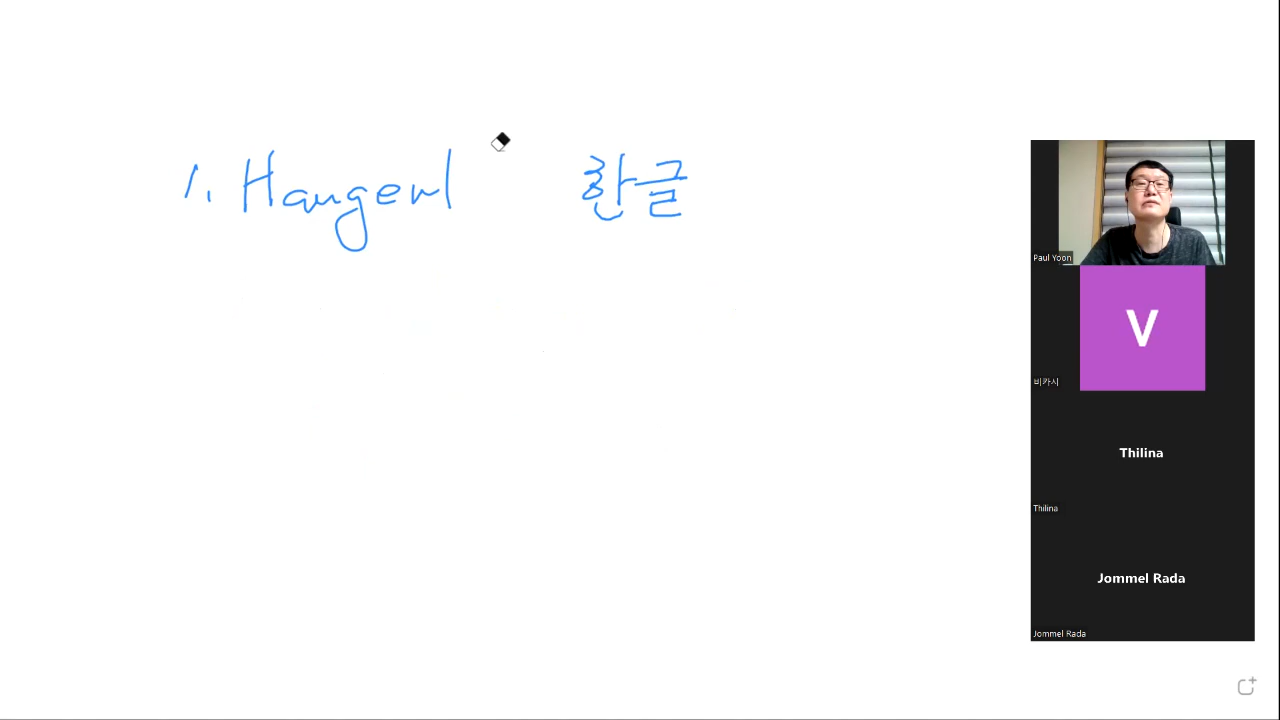 1. Hangeul 한글
Paul Yoon
V
비카시
Thilina
Thilina
Jommel Rada
Jommel Rada